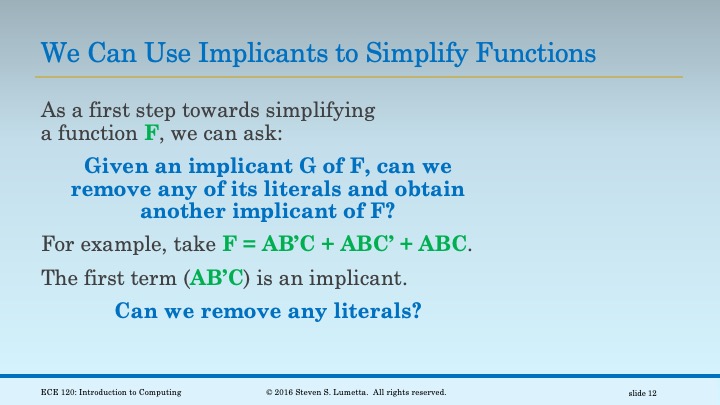 We Can Use Implicants to Simplify Functions
As a first step towards simplifying
a function F, we can ask:
Given an implicant G of F, can we
remove any of its literals and obtain
another implicant of F?
For example, take F = AB’C + ABC’ + ABC.
The first term (AB’C) is an implicant.
Can we remove any literals?
ECE 120: Introduction to Computing
© 2016 Steven S. Lumetta. All rights reserved.
slide 12